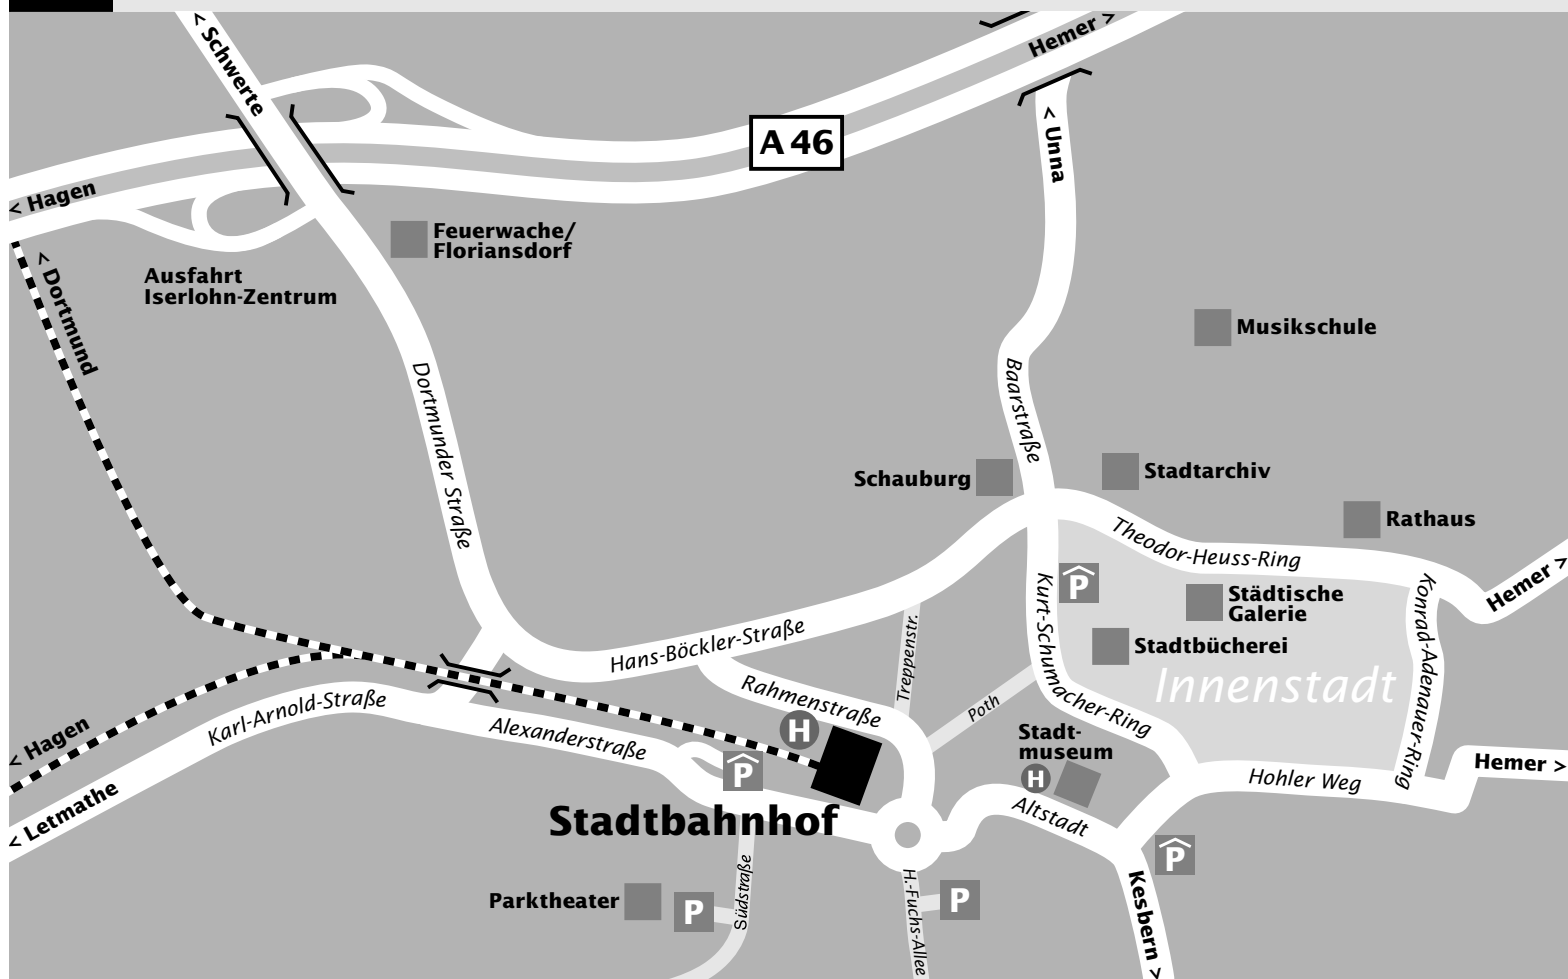 Hemer >
< Schwerte
A 46
< Unna
< Hagen
Feuerwache/
Floriansdorf
< Dortmund
Ausfahrt
Iserlohn-Zentrum
Musikschule
Dortmunder Straße
Baarstraße
Schauburg
Stadtarchiv
Rathaus
Theodor-Heuss-Ring
Hemer >
P
Kurt-Schumacher-Ring
Städtische
Galerie
Konrad-Adenauer-Ring
Stadtbücherei
Innenstadt
Hans-Böckler-Straße
Treppenstr.
Rahmenstraße
Poth
Karl-Arnold-Straße
Alexanderstraße
H
Stadt-
museum
H
< Hagen
P
Hohler Weg
Hemer >
< Letmathe
Stadtbahnhof
Altstadt
P
Südstraße
H.-Fuchs-Allee
Kesbern >
Parktheater
P
P